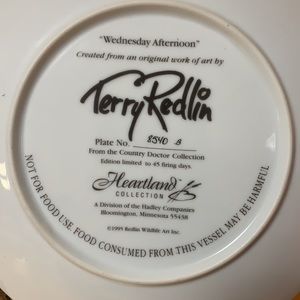 "Wednesday Afternoon"
Created from an original work of art by
Terry Redlin
Plate No. 8540 B
From the Country Doctor Collection
Edition limited to 45 firing days.
Heartland™
COLLECTION
A Division of the Hadley Companies
Bloomington, Minnesota 55438
©1995 Redlin Wildlife Art Inc.
NOT FOR FOOD USE FOOD CONSUMED FROM THIS VESSEL MAY BE HARMFUL